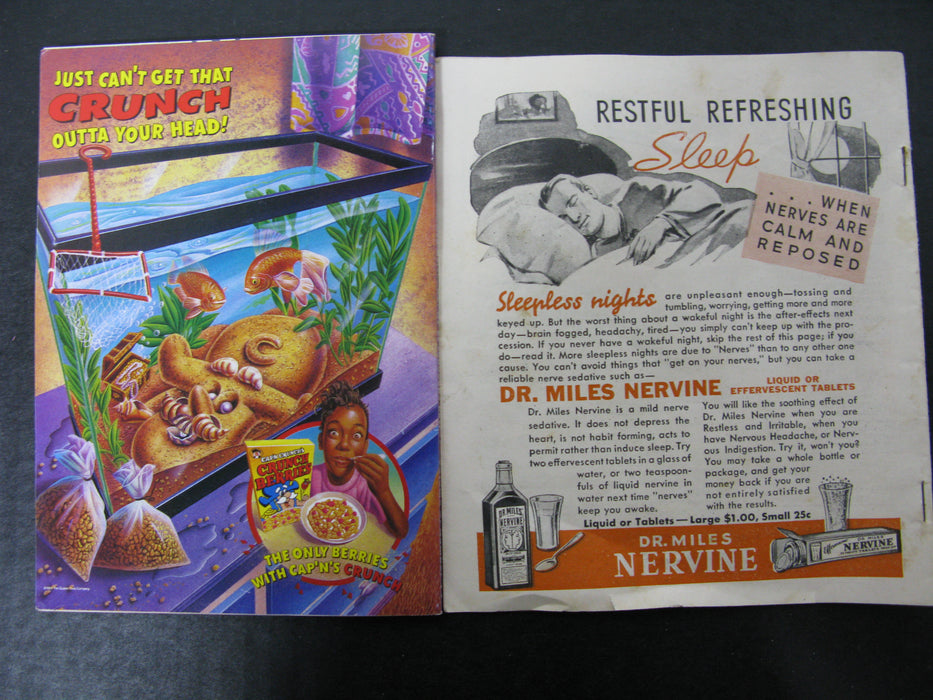 JUST CAN'T GET THAT
CRUNCH
OUTTA YOUR HEAD!
CAP'N CRUNCH'S
CRUNCH
BERRIES
THE ONLY BERRIES
WITH CAP'N'S CRUNCH
RESTFUL REFRESHING
Sleep
. . . WHEN
NERVES ARE
CALM AND
REPOSED
Sleepless nights are unpleasant enough—tossing and
tumbling, worrying, getting more and more
keyed up. But the worst thing about a wakeful night is the after-effects next
day—brain fogged, headachy, tired—you simply can't keep up with the pro-
cession. If you never have a wakeful night, skip the rest of this page; if you
do—read it. More sleepless nights are due to "Nerves" than to any other one
cause. You can't avoid things that "get on your nerves," but you can take a
reliable nerve sedative such as—
DR. MILES NERVINE LIQUID OR
EFFERVESCENT TABLETS
Dr. Miles Nervine is a mild nerve
sedative. It does not depress the
heart, is not habit forming, acts to
permit rather than induce sleep. Try
two effervescent tablets in a glass of
water, or two teaspoon-
fuls of liquid nervine in
water next time "nerves"
keep you awake.
You will like the soothing effect of
Dr. Miles Nervine when you are
Restless and Irritable, when you
have Nervous Headache, or Nerv-
ous Indigestion. Try it, won't you?
You may take a whole bottle or
package, and get your
money back if you are
not entirely satisfied
with the results.
Liquid or Tablets—Large $1.00, Small 25c
DR. MILES
NERVINE
DR. MILES
NERVINE
DR. MILES
NERVINE